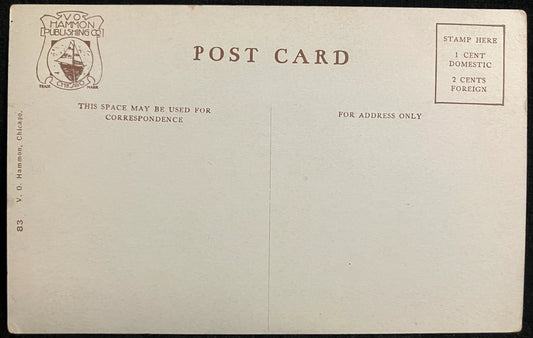 V.O.
HAMMON
PUBLISHING CO.
CHICAGO
TRADE MARK
POST CARD
STAMP HERE
1 CENT
DOMESTIC
2 CENTS
FOREIGN
THIS SPACE MAY BE USED FOR
CORRESPONDENCE
FOR ADDRESS ONLY
83 V. O. Hammon, Chicago.